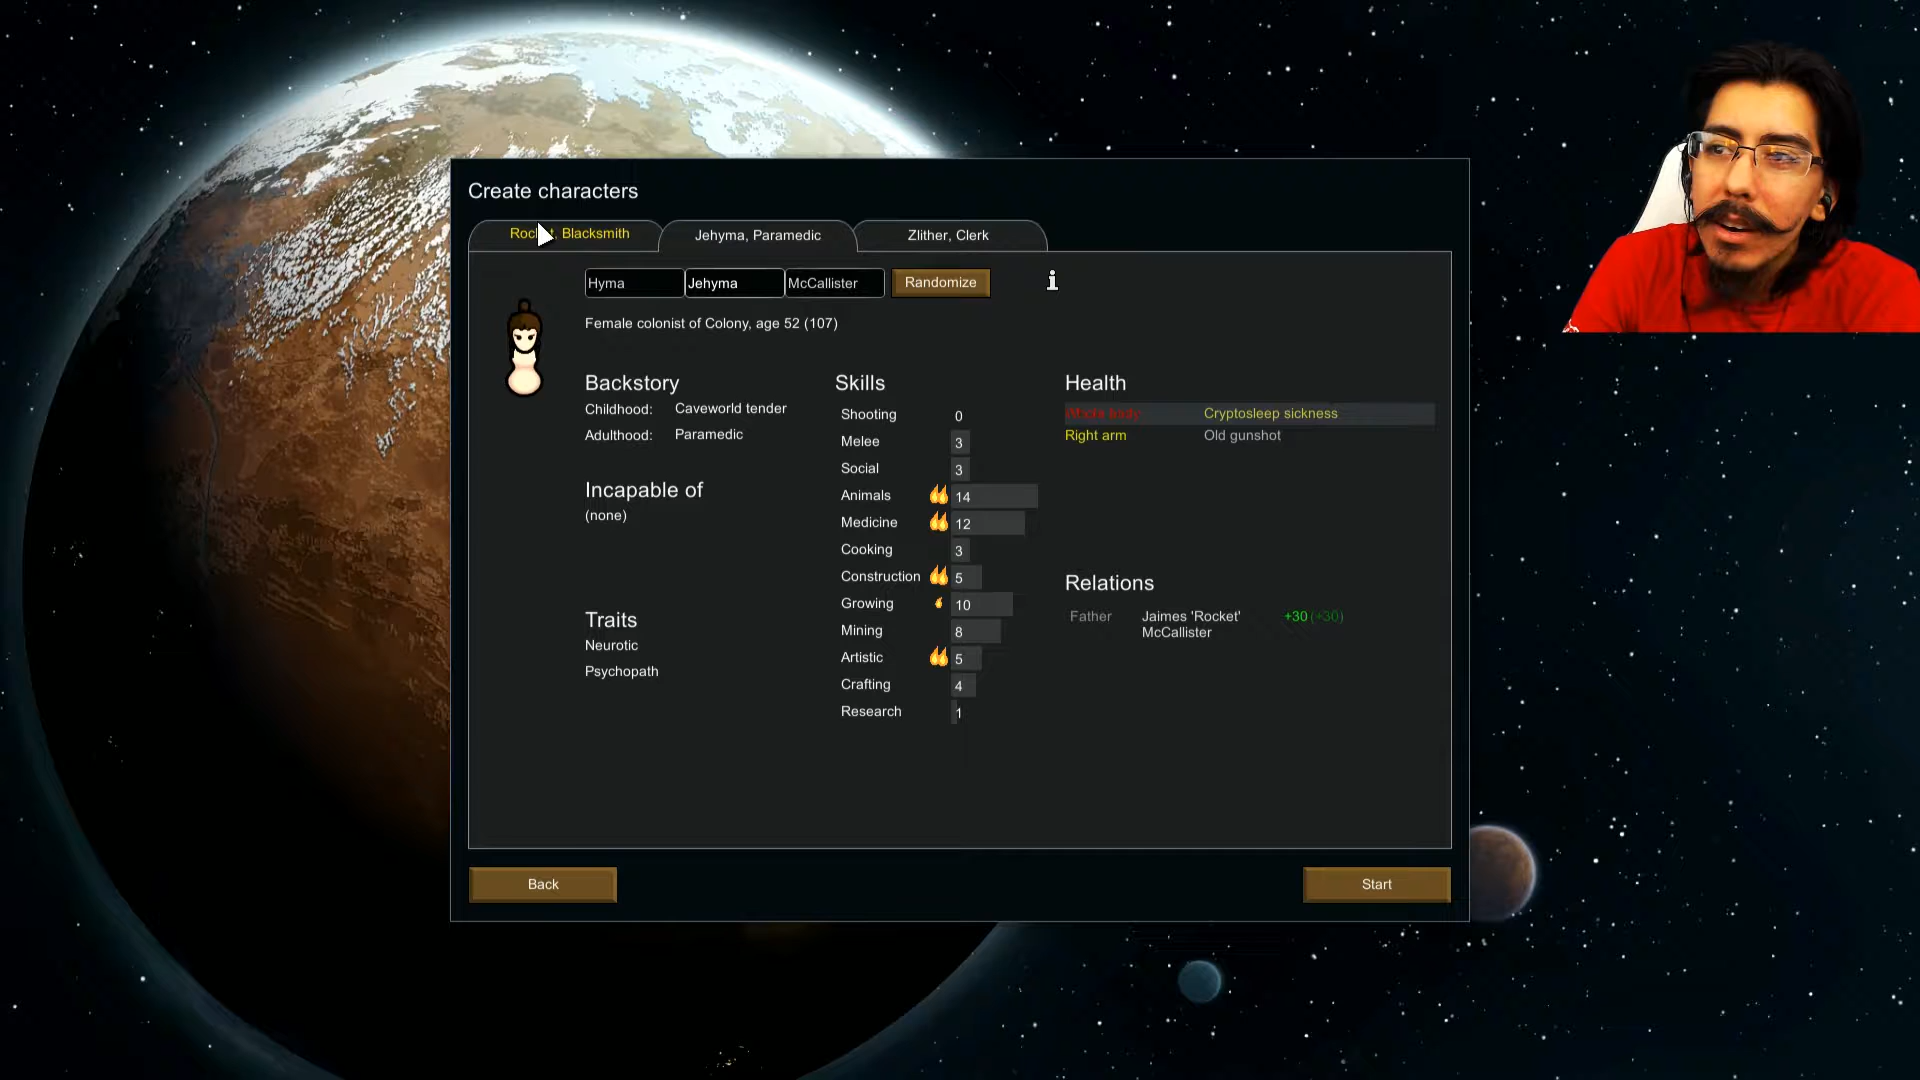 Create characters
Blacksmith
Jehyma, Paramedic
Zlither, Clerk
Hyma
Jehyma
McCallister
Randomize
Female colonist of Colony, age 52 (107)
Backstory
Childhood: Caveworld tender
Adulthood: Paramedic
Incapable of
(none)
Traits
Neurotic
Psychopath
Skills
Shooting 0
Melee 3
Social 3
Animals 14
Medicine 12
Cooking 3
Construction 5
Growing 10
Mining 8
Artistic 5
Crafting 4
Research 1
Health
Whole body Cryptosleep sickness
Right arm Old gunshot
Relations
Father Jaimes 'Rocket' +30 (+30)
McCallister
Back
Start